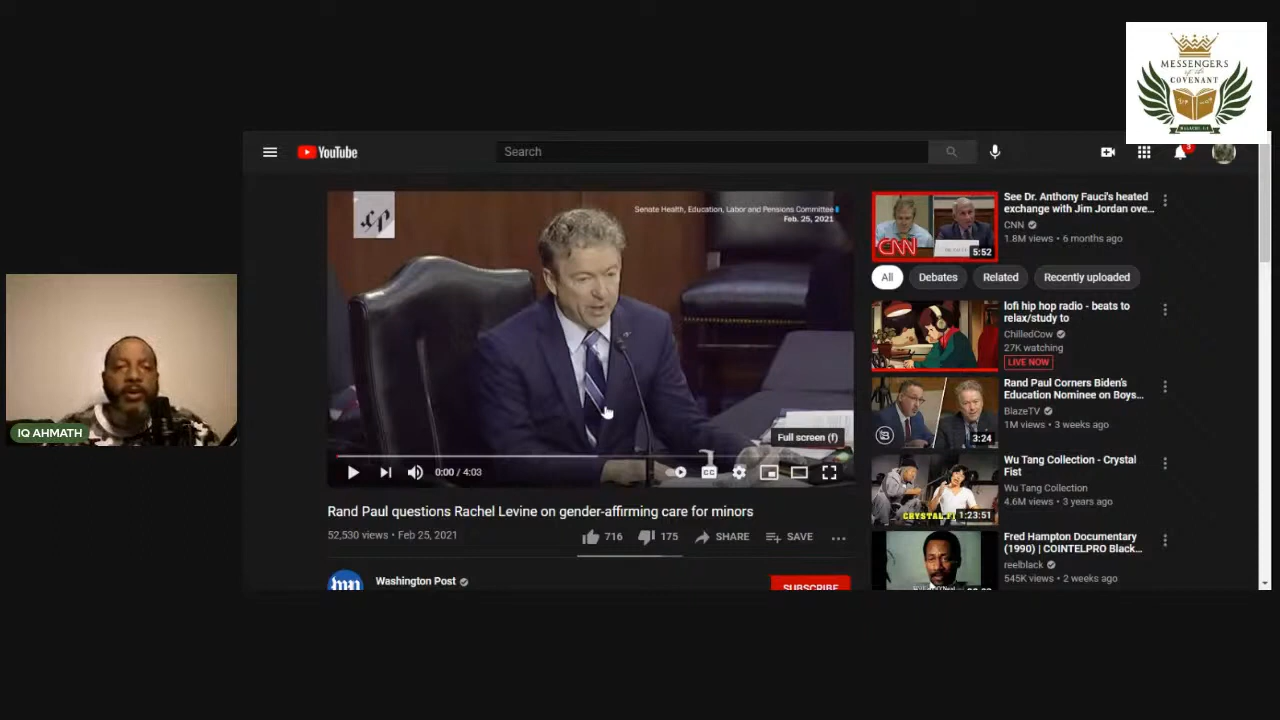 MESSENGERS
of the
COVENANT
YouTube
Search
3
Senate Health, Education, Labor and Pensions Committee
Feb. 25, 2021
Full screen (f)
0:00 / 4:03
CC
Rand Paul questions Rachel Levine on gender-affirming care for minors
52,530 views • Feb 25, 2021
716
175
SHARE
SAVE
Washington Post
SUBSCRIBE
IQ AHMATH
See Dr. Anthony Fauci's heated
exchange with Jim Jordan ove...
CNN
1.8M views • 6 months ago
CNN
5:52
All
Debates
Related
Recently uploaded
lofi hip hop radio - beats to
relax/study to
ChilledCow
27K watching
LIVE NOW
Rand Paul Corners Biden's
Education Nominee on Boys...
BlazeTV
1M views • 3 weeks ago
3:24
Wu Tang Collection - Crystal
Fist
Wu Tang Collection
4.6M views • 3 years ago
1:23:51
Fred Hampton Documentary
(1990) | COINTELPRO Black...
reelblack
545K views • 2 weeks ago